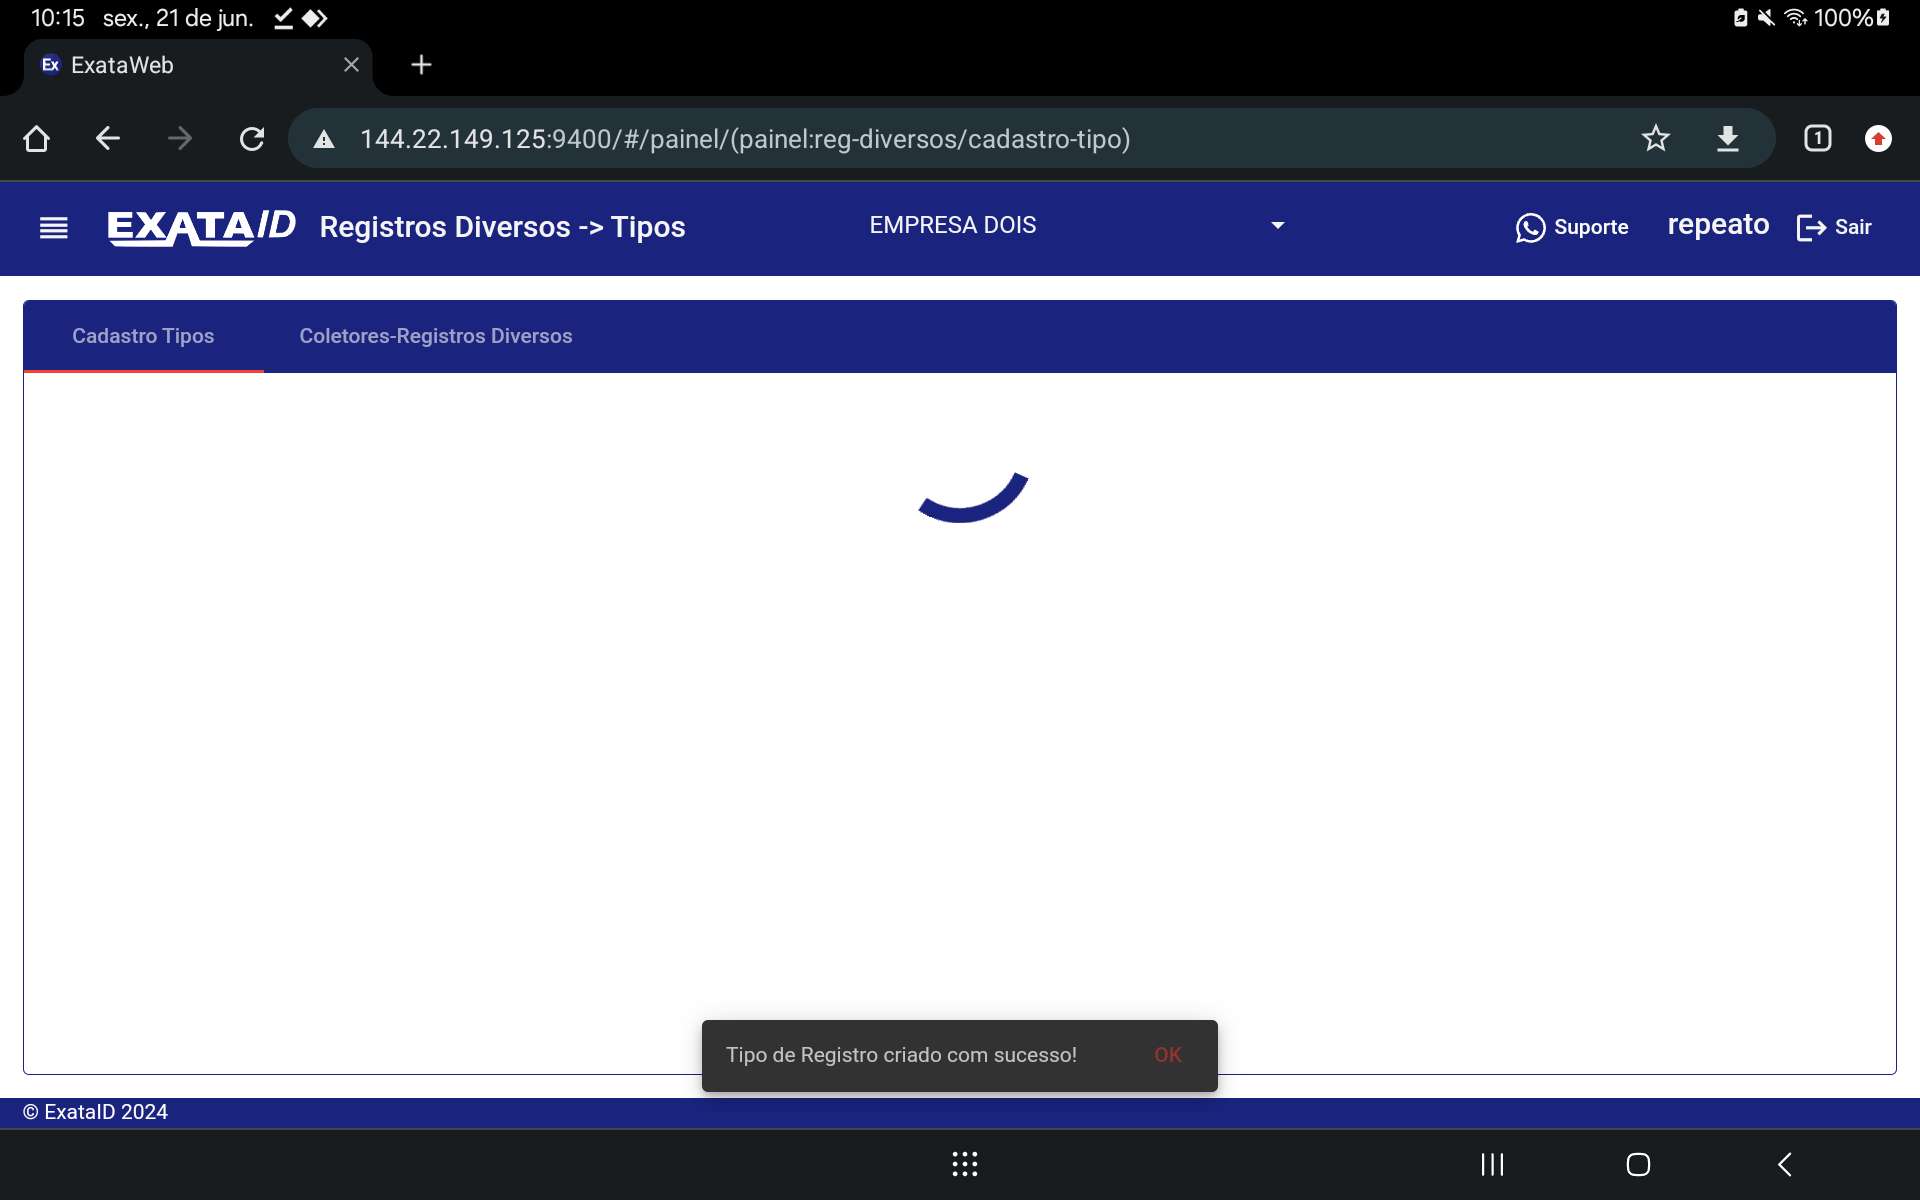 10:15 sex., 21 de jun. 100%
Ex ExataWeb
144.22.149.125:9400/#/painel/(painel:reg-diversos/cadastro-tipo) 1
EXATAID Registros Diversos -> Tipos EMPRESA DOIS Suporte repeato Sair
Cadastro Tipos Coletores-Registros Diversos
Tipo de Registro criado com sucesso! OK
© ExataID 2024